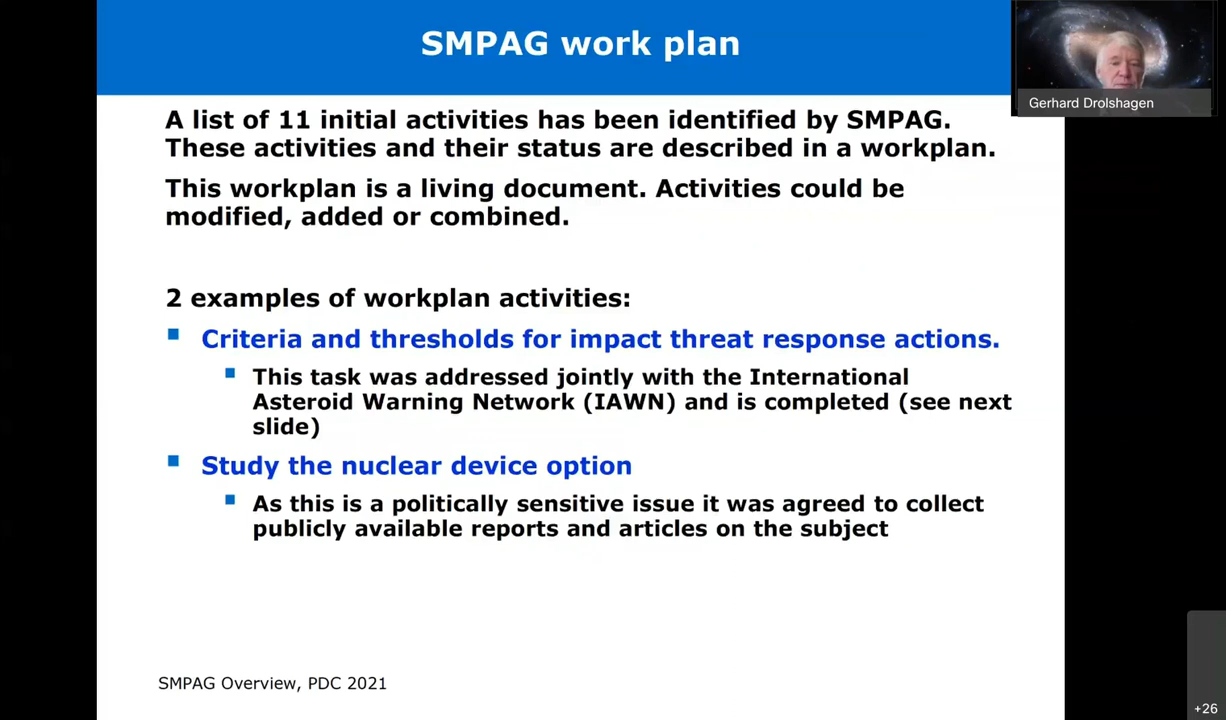 SMPAG work plan
Gerhard Drolshagen
A list of 11 initial activities has been identified by SMPAG.
These activities and their status are described in a workplan.
This workplan is a living document. Activities could be
modified, added or combined.
2 examples of workplan activities:
Criteria and thresholds for impact threat response actions.
This task was addressed jointly with the International
Asteroid Warning Network (IAWN) and is completed (see next
slide)
Study the nuclear device option
As this is a politically sensitive issue it was agreed to collect
publicly available reports and articles on the subject
SMPAG Overview, PDC 2021
+26